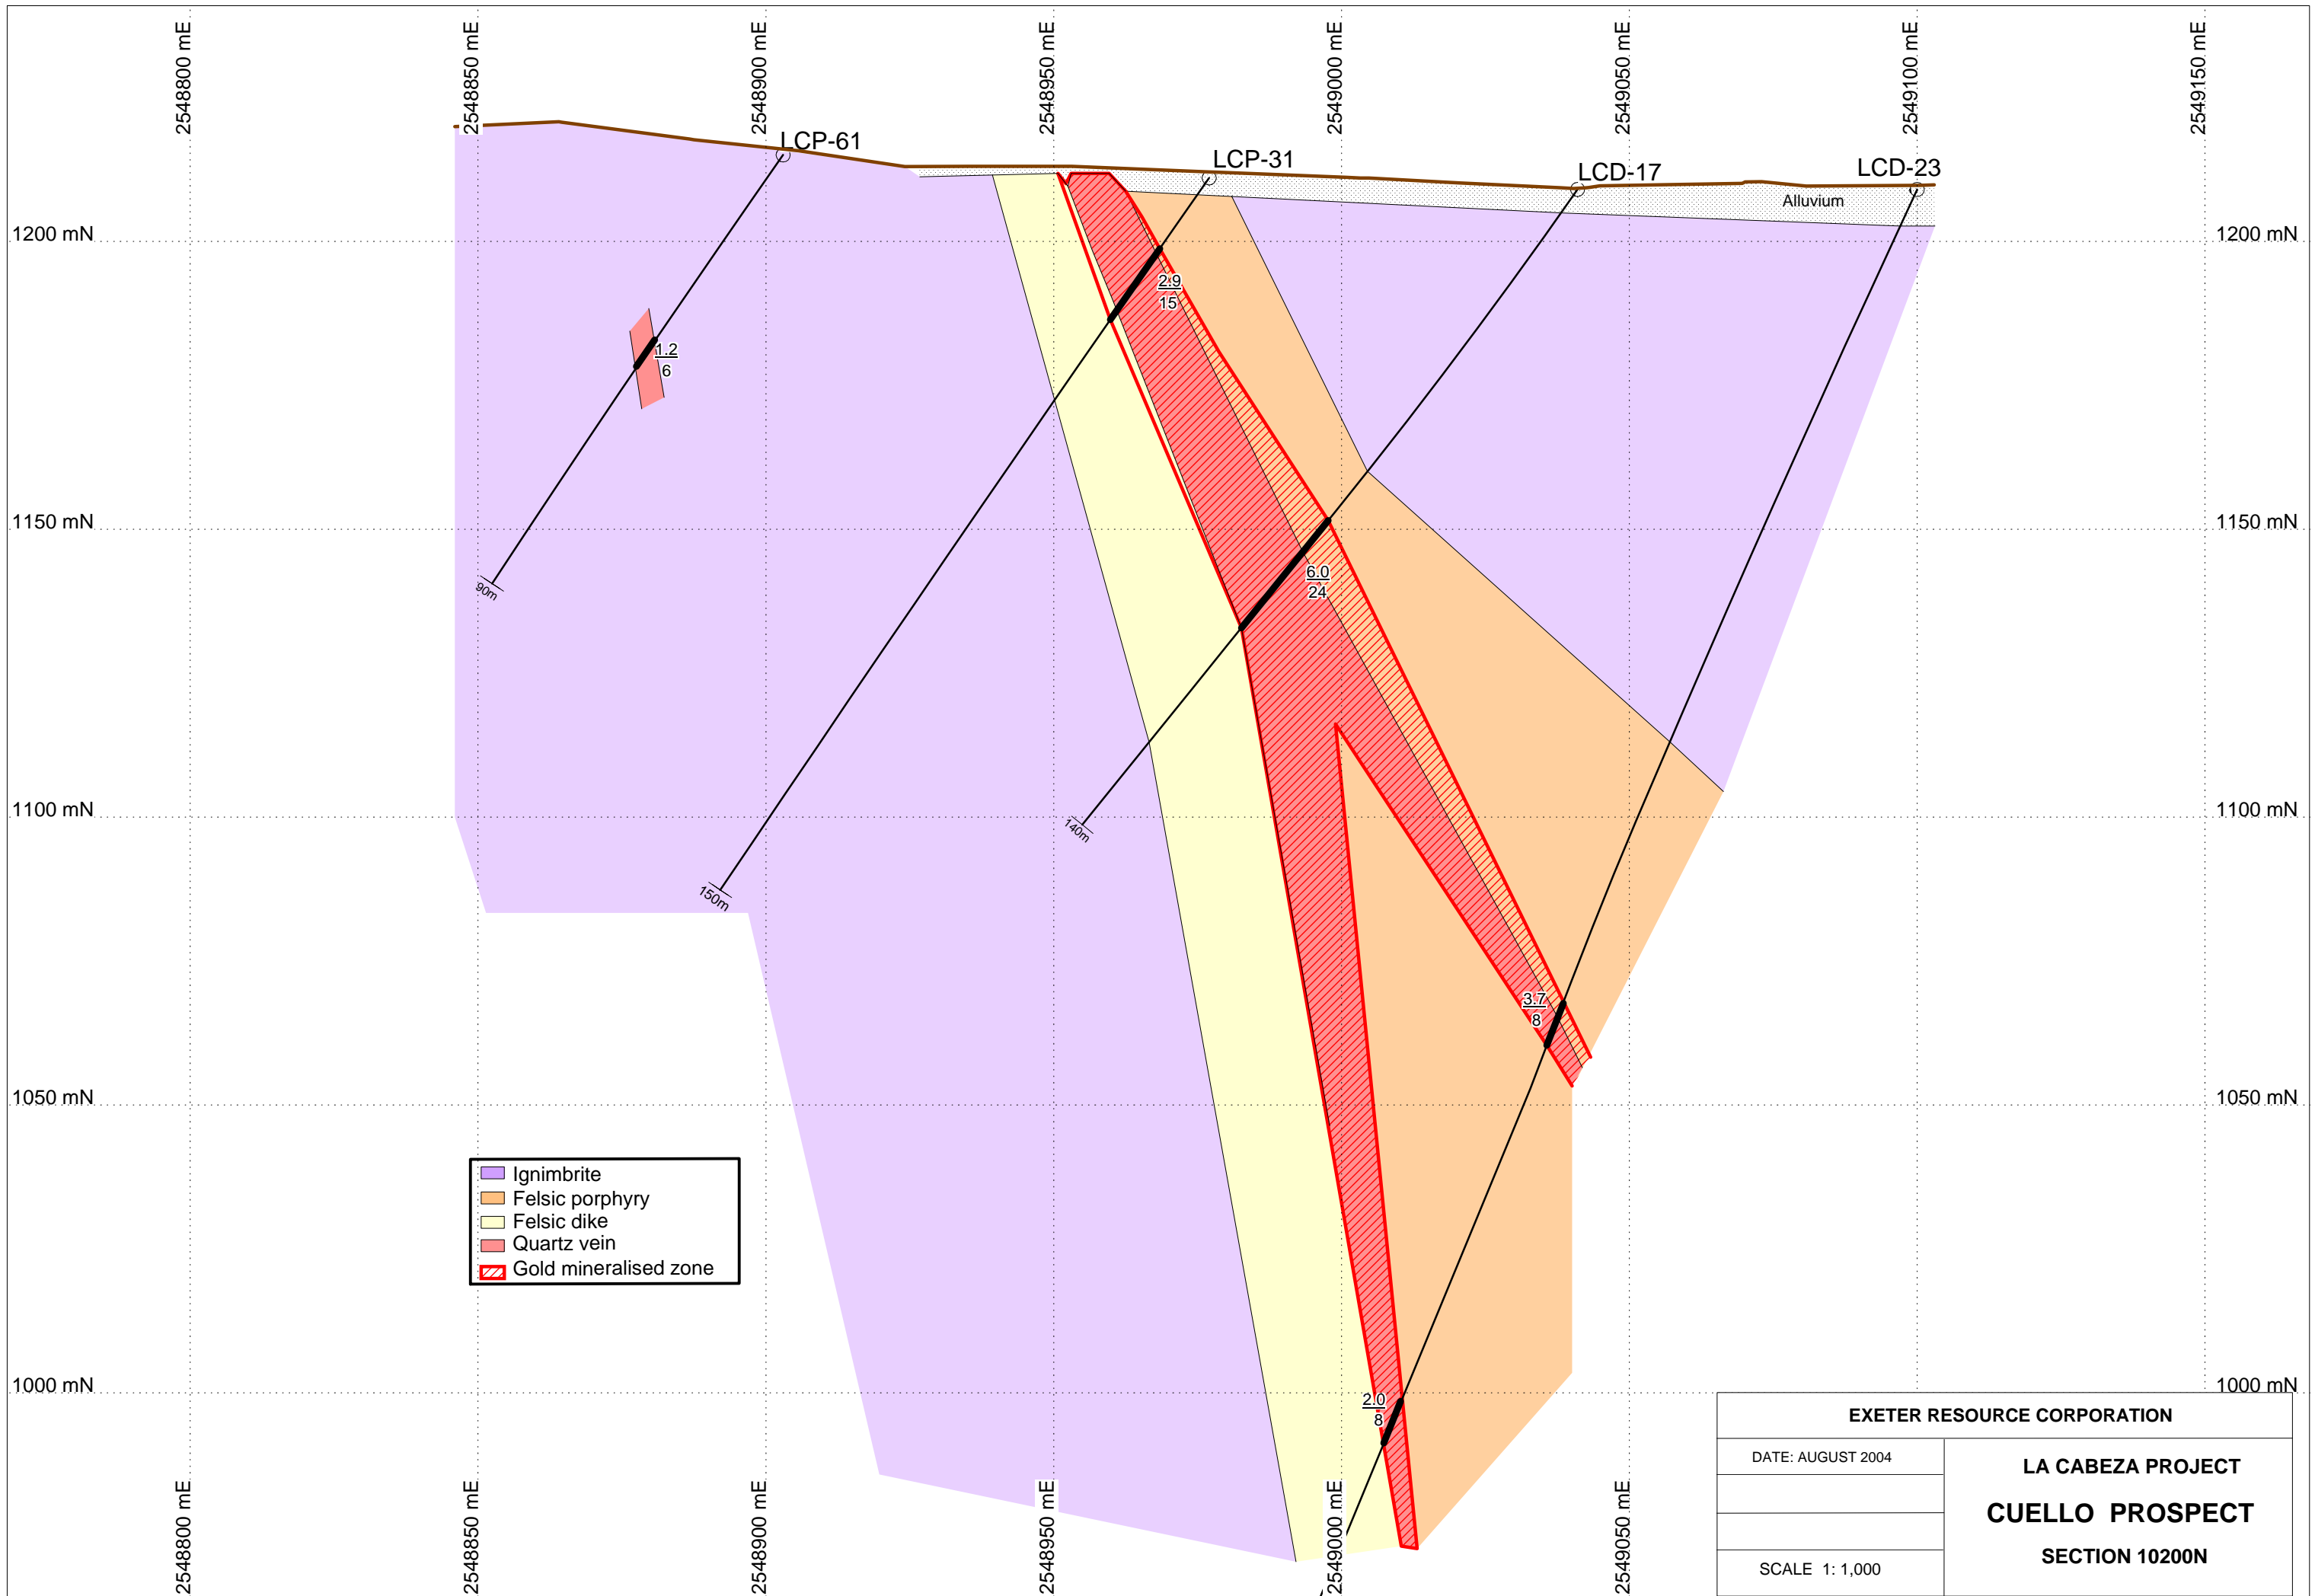 2548800 mE
2548850 mE
2548900 mE
2548950 mE
2549000 mE
2549050 mE
2549100 mE
2549150 mE
LCP-61
LCP-31
LCD-17
LCD-23
Alluvium
1200 mN
1200 mN
2.9
15
1.2
6
1150 mN
1150 mN
6.0
24
90m
1100 mN
1100 mN
140m
150m
3.7
8
1050 mN
1050 mN
Ignimbrite
Felsic porphyry
Felsic dike
Quartz vein
Gold mineralised zone
1000 mN
1000 mN
2.0
8
2548800 mE
2548850 mE
2548900 mE
2548950 mE
2549000 mE
2549050 mE
EXETER RESOURCE CORPORATION
DATE: AUGUST 2004
LA CABEZA PROJECT
CUELLO PROSPECT
SECTION 10200N
SCALE 1: 1,000